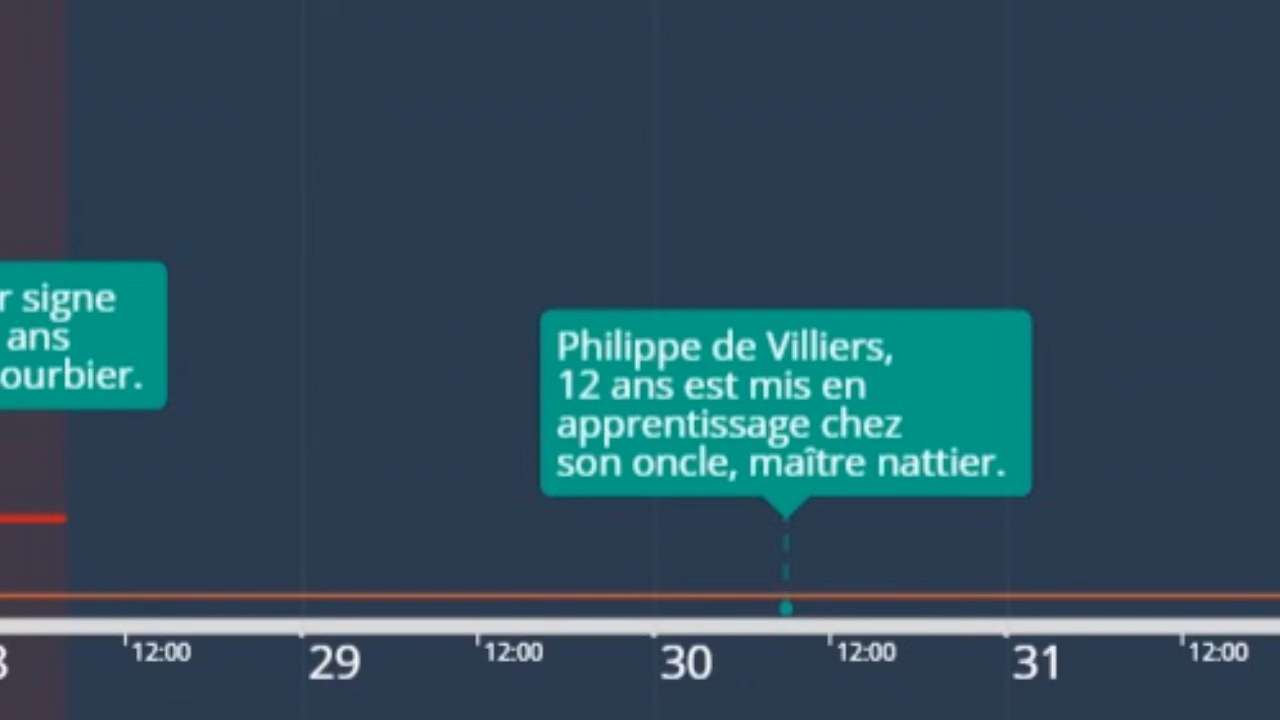 r signe
ans
ourbier.
Philippe de Villiers,
12 ans est mis en
apprentissage chez
son oncle, maître nattier.
12:00
29
12:00
30
12:00
31
12:00